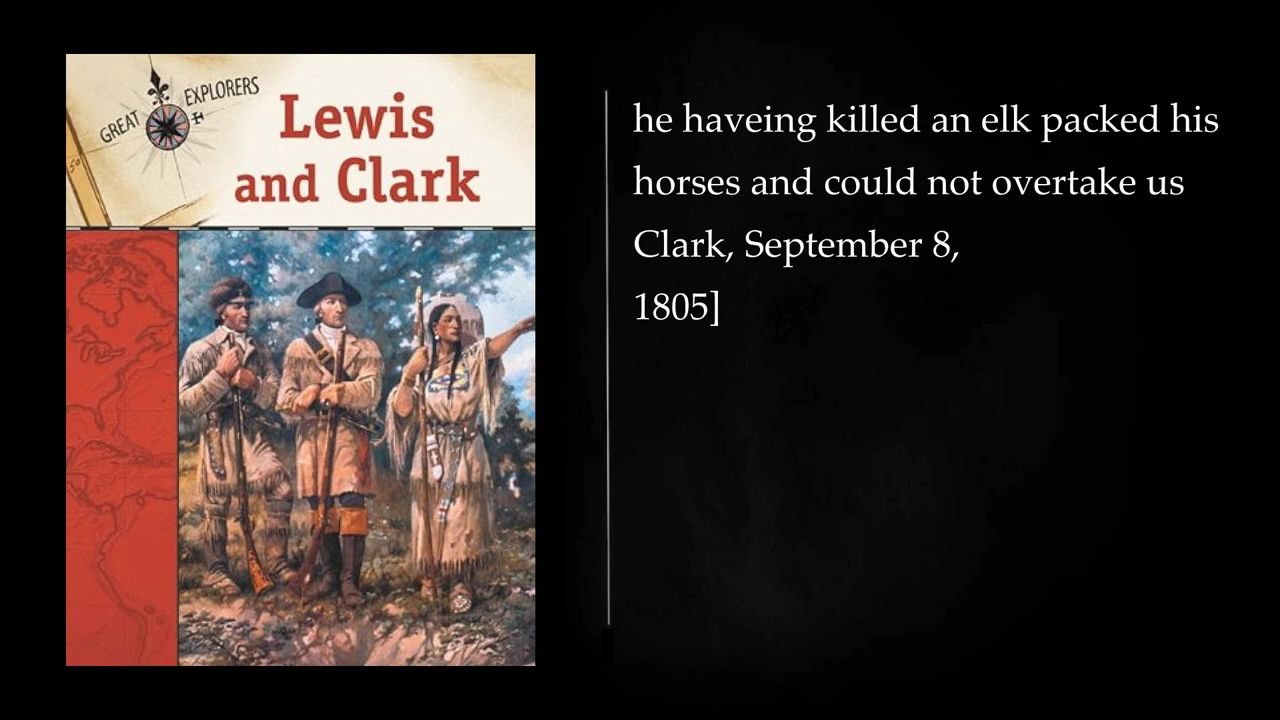 GREAT EXPLORERS
Lewis
and Clark
50
he haveing killed an elk packed his
horses and could not overtake us
Clark, September 8,
1805]